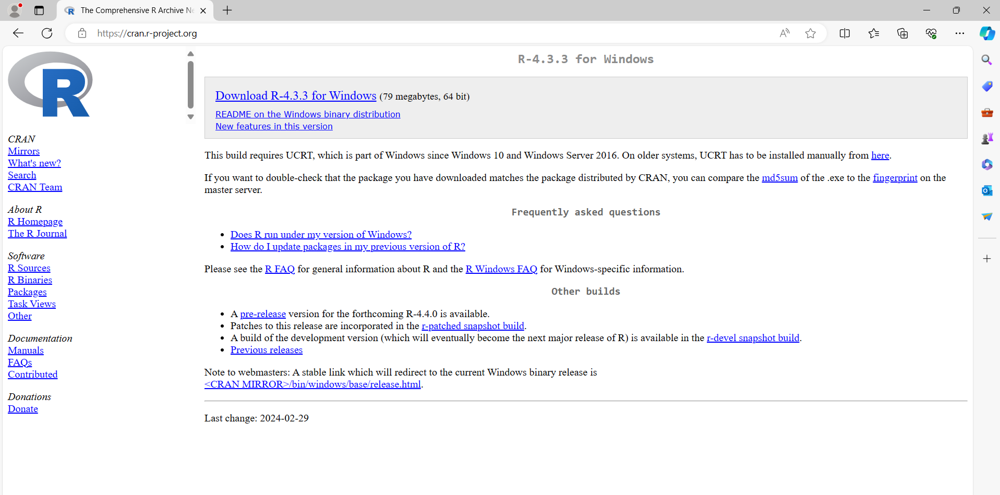 The Comprehensive R Archive Ne
https://cran.r-project.org
R
CRAN
Mirrors
What's new?
Search
CRAN Team
About R
R Homepage
The R Journal
Software
R Sources
R Binaries
Packages
Task Views
Other
Documentation
Manuals
FAQs
Contributed
Donations
Donate
R-4.3.3 for Windows
Download R-4.3.3 for Windows (79 megabytes, 64 bit)
README on the Windows binary distribution
New features in this version
This build requires UCRT, which is part of Windows since Windows 10 and Windows Server 2016. On older systems, UCRT has to be installed manually from here.
If you want to double-check that the package you have downloaded matches the package distributed by CRAN, you can compare the md5sum of the .exe to the fingerprint on the
master server.
Frequently asked questions
• Does R run under my version of Windows?
• How do I update packages in my previous version of R?
Please see the R FAQ for general information about R and the R Windows FAQ for Windows-specific information.
Other builds
• A pre-release version for the forthcoming R-4.4.0 is available.
• Patches to this release are incorporated in the r-patched snapshot build.
• A build of the development version (which will eventually become the next major release of R) is available in the r-devel snapshot build.
• Previous releases
Note to webmasters: A stable link which will redirect to the current Windows binary release is
<CRAN MIRROR>/bin/windows/base/release.html.
Last change: 2024-02-29